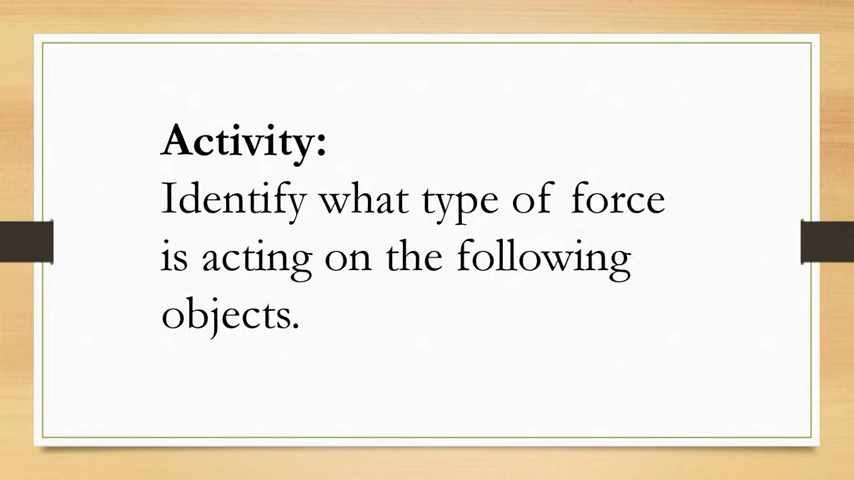 Activity:
Identify what type of force
is acting on the following
objects.